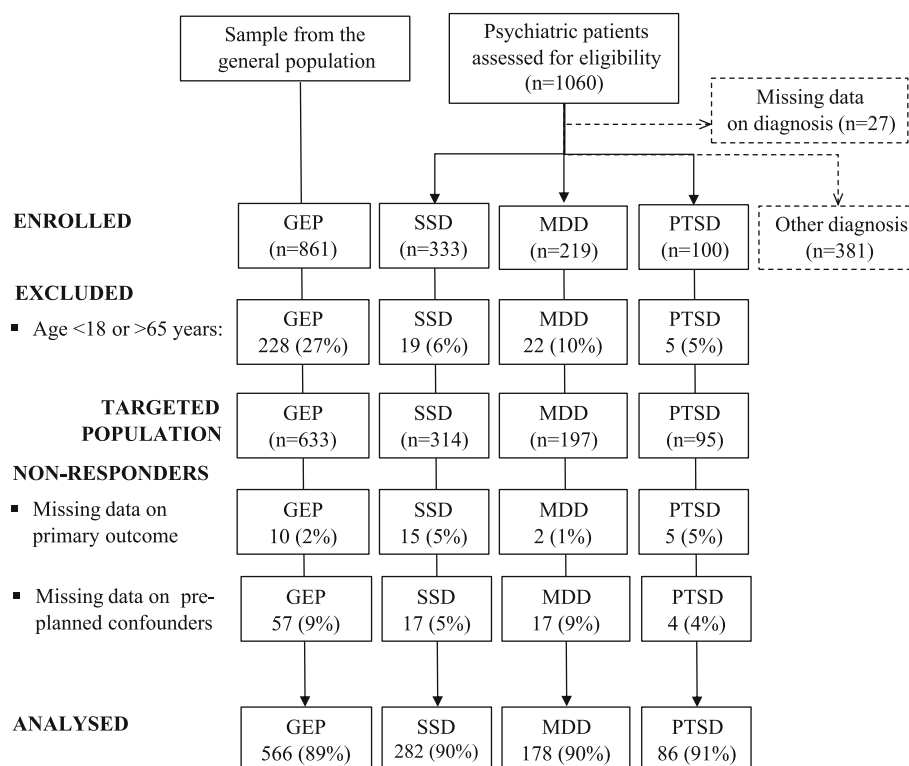 Sample from the
general population
Psychiatric patients
assessed for eligibility
(n=1060)
Missing data
on diagnosis (n=27)
ENROLLED
GEP
(n=861)
SSD
(n=333)
MDD
(n=219)
PTSD
(n=100)
Other diagnosis
(n=381)
EXCLUDED
▪ Age <18 or >65 years:
GEP
228 (27%)
SSD
19 (6%)
MDD
22 (10%)
PTSD
5 (5%)
TARGETED
POPULATION
GEP
(n=633)
SSD
(n=314)
MDD
(n=197)
PTSD
(n=95)
NON-RESPONDERS
▪ Missing data on
primary outcome
GEP
10 (2%)
SSD
15 (5%)
MDD
2 (1%)
PTSD
5 (5%)
▪ Missing data on pre-
planned confounders
GEP
57 (9%)
SSD
17 (5%)
MDD
17 (9%)
PTSD
4 (4%)
ANALYSED
GEP
566 (89%)
SSD
282 (90%)
MDD
178 (90%)
PTSD
86 (91%)